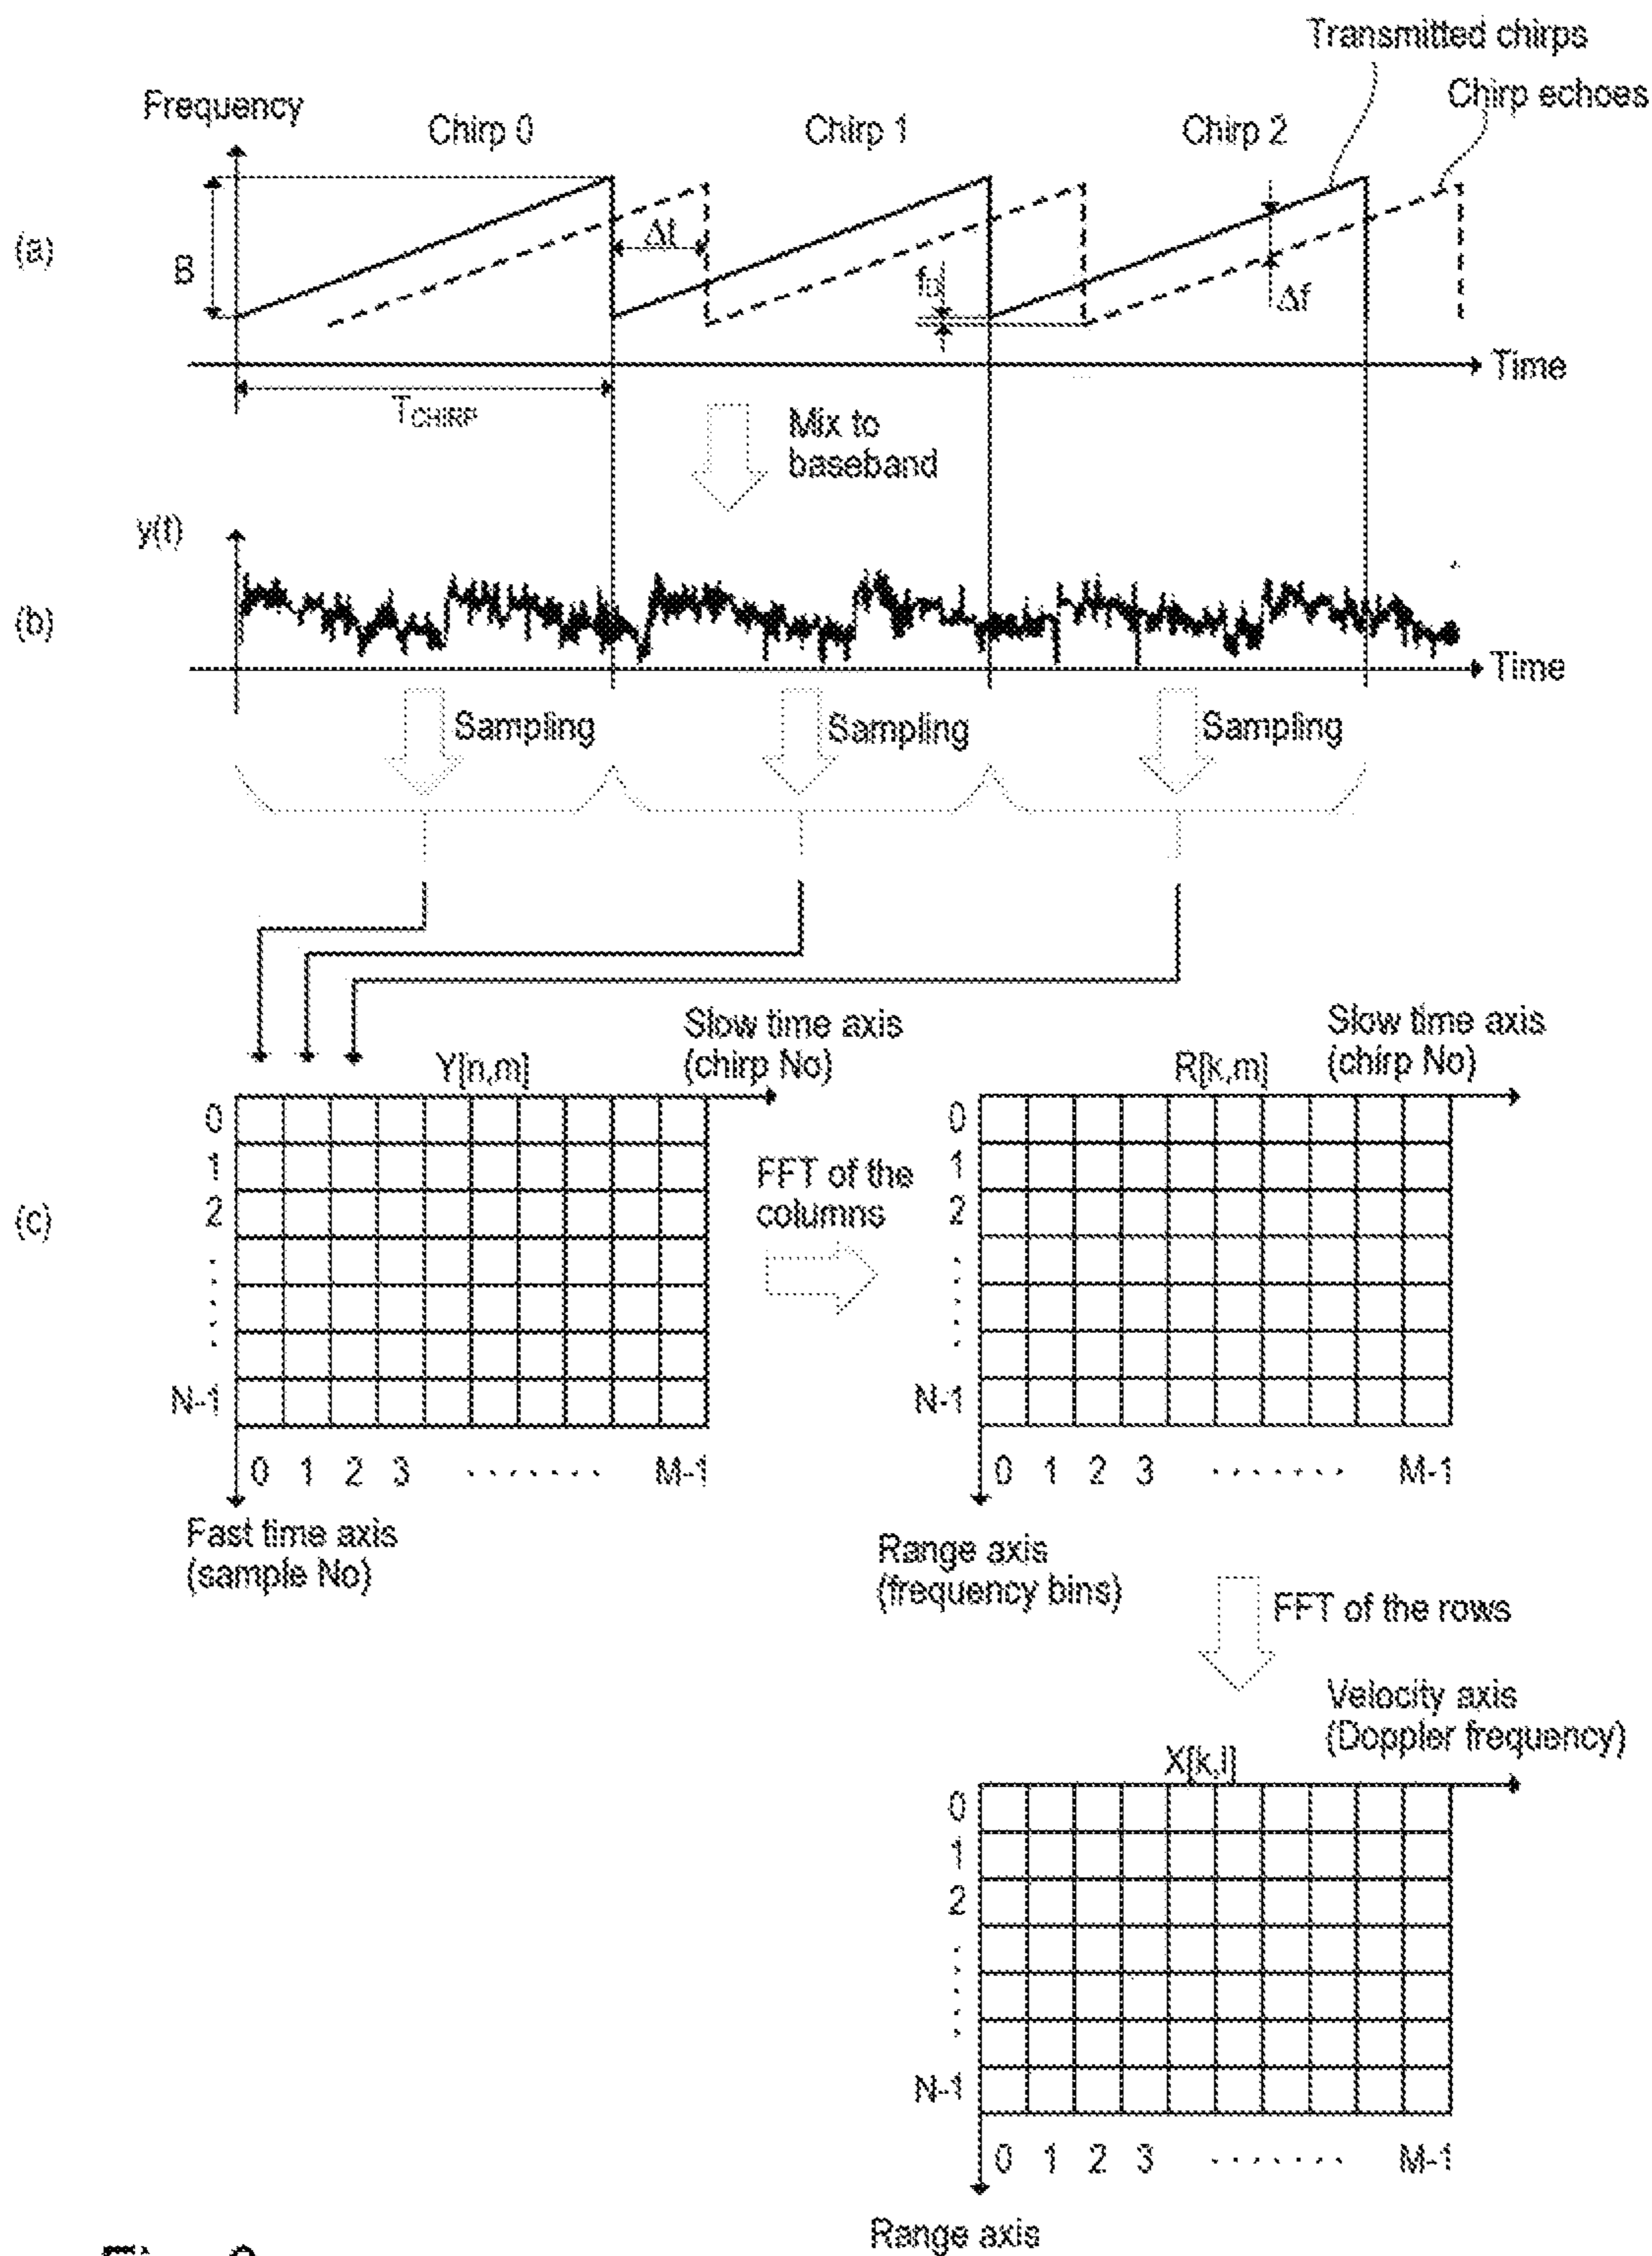 Transmitted chirps
Chirp echoes
Frequency
Chirp 0
Chirp 1
Chirp 2
(a)
B
Δt
fD
Δf
Time
TCHIRP
Mix to
baseband
y(t)
(b)
Time
Sampling
Sampling
Sampling
Slow time axis
(chirp No)
Y[n,m]
Slow time axis
(chirp No)
R[k,m]
(c)
0
1
2
N-1
0 1 2 3 ....... M-1
Fast time axis
(sample No)
FFT of the
columns
0
1
2
N-1
0 1 2 3 ....... M-1
Range axis
(frequency bins)
FFT of the rows
Velocity axis
(Doppler frequency)
X[k,l]
0
1
2
N-1
0 1 2 3 ....... M-1
Range axis